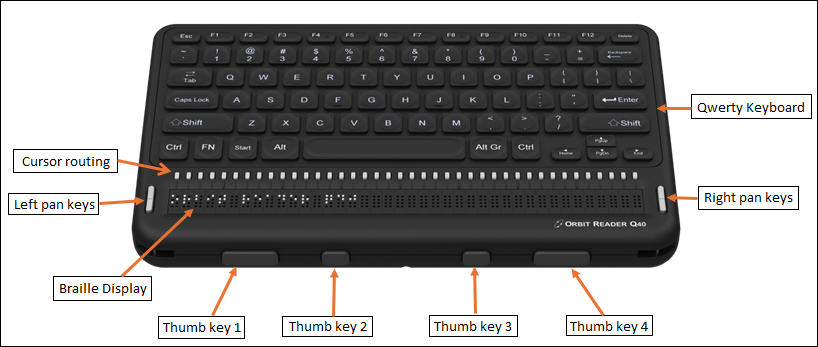 Esc F1 F2 F3 F4 F5 F6 F7 F8 F9 F10 F11 F12 Delete
~ ! @ # $ % ^ & * ( ) _ + Backspace
` 1 2 3 4 5 6 7 8 9 0 - =
Tab Q W E R T Y U I O P
Caps Lock A S D F G H J K L : " Enter
Shift Z X C V B N M < > ? Shift
, . /
Ctrl FN Start Alt Alt Gr Ctrl PgUp
Home PgDn End
Qwerty Keyboard
Cursor routing
Left pan keys
Right pan keys
ORBIT READER Q40
Braille Display
Thumb key 1
Thumb key 2
Thumb key 3
Thumb key 4